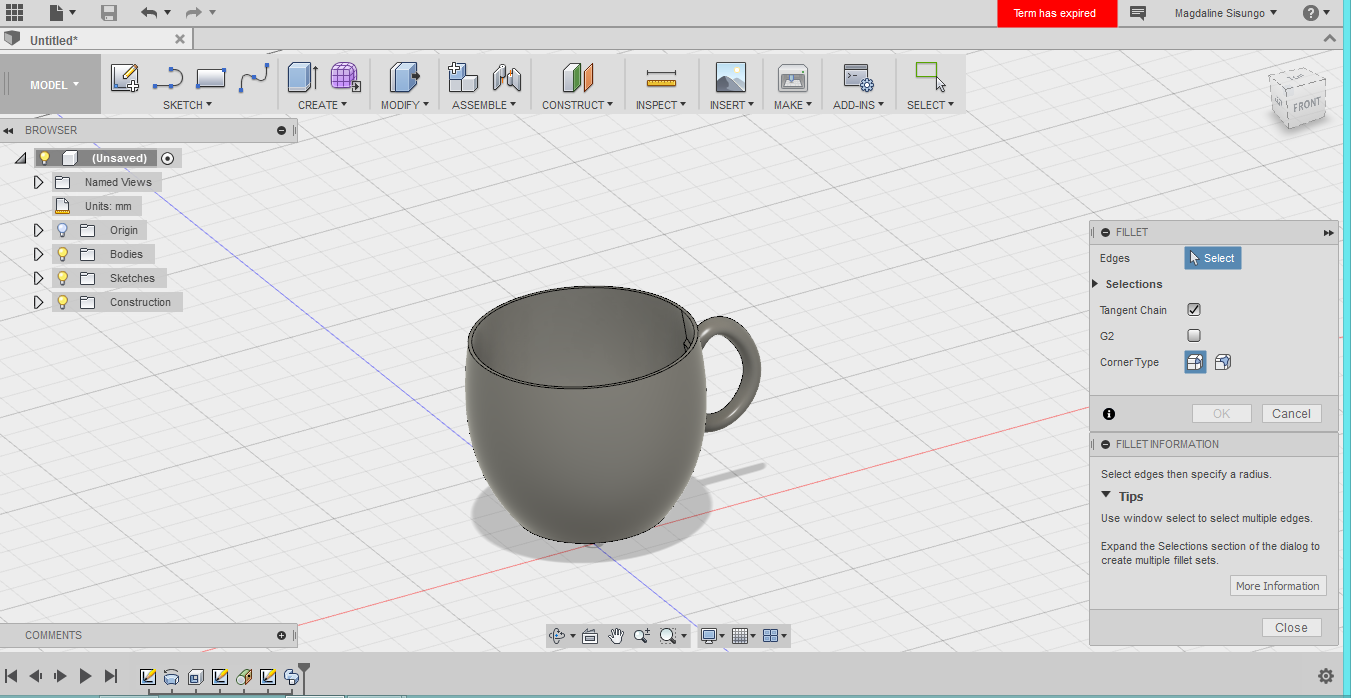 Term has expired
Magdaline Sisungo
Untitled*
MODEL
SKETCH
CREATE
MODIFY
ASSEMBLE
CONSTRUCT
INSPECT
INSERT
MAKE
ADD-INS
SELECT
FRONT
BROWSER
(Unsaved)
Named Views
Units: mm
Origin
Bodies
Sketches
Construction
FILLET
Edges
Select
Selections
Tangent Chain
G2
Corner Type
OK
Cancel
FILLET INFORMATION
Select edges then specify a radius.
Tips
Use window select to select multiple edges.
Expand the Selections section of the dialog to
create multiple fillet sets.
More Information
Close
COMMENTS